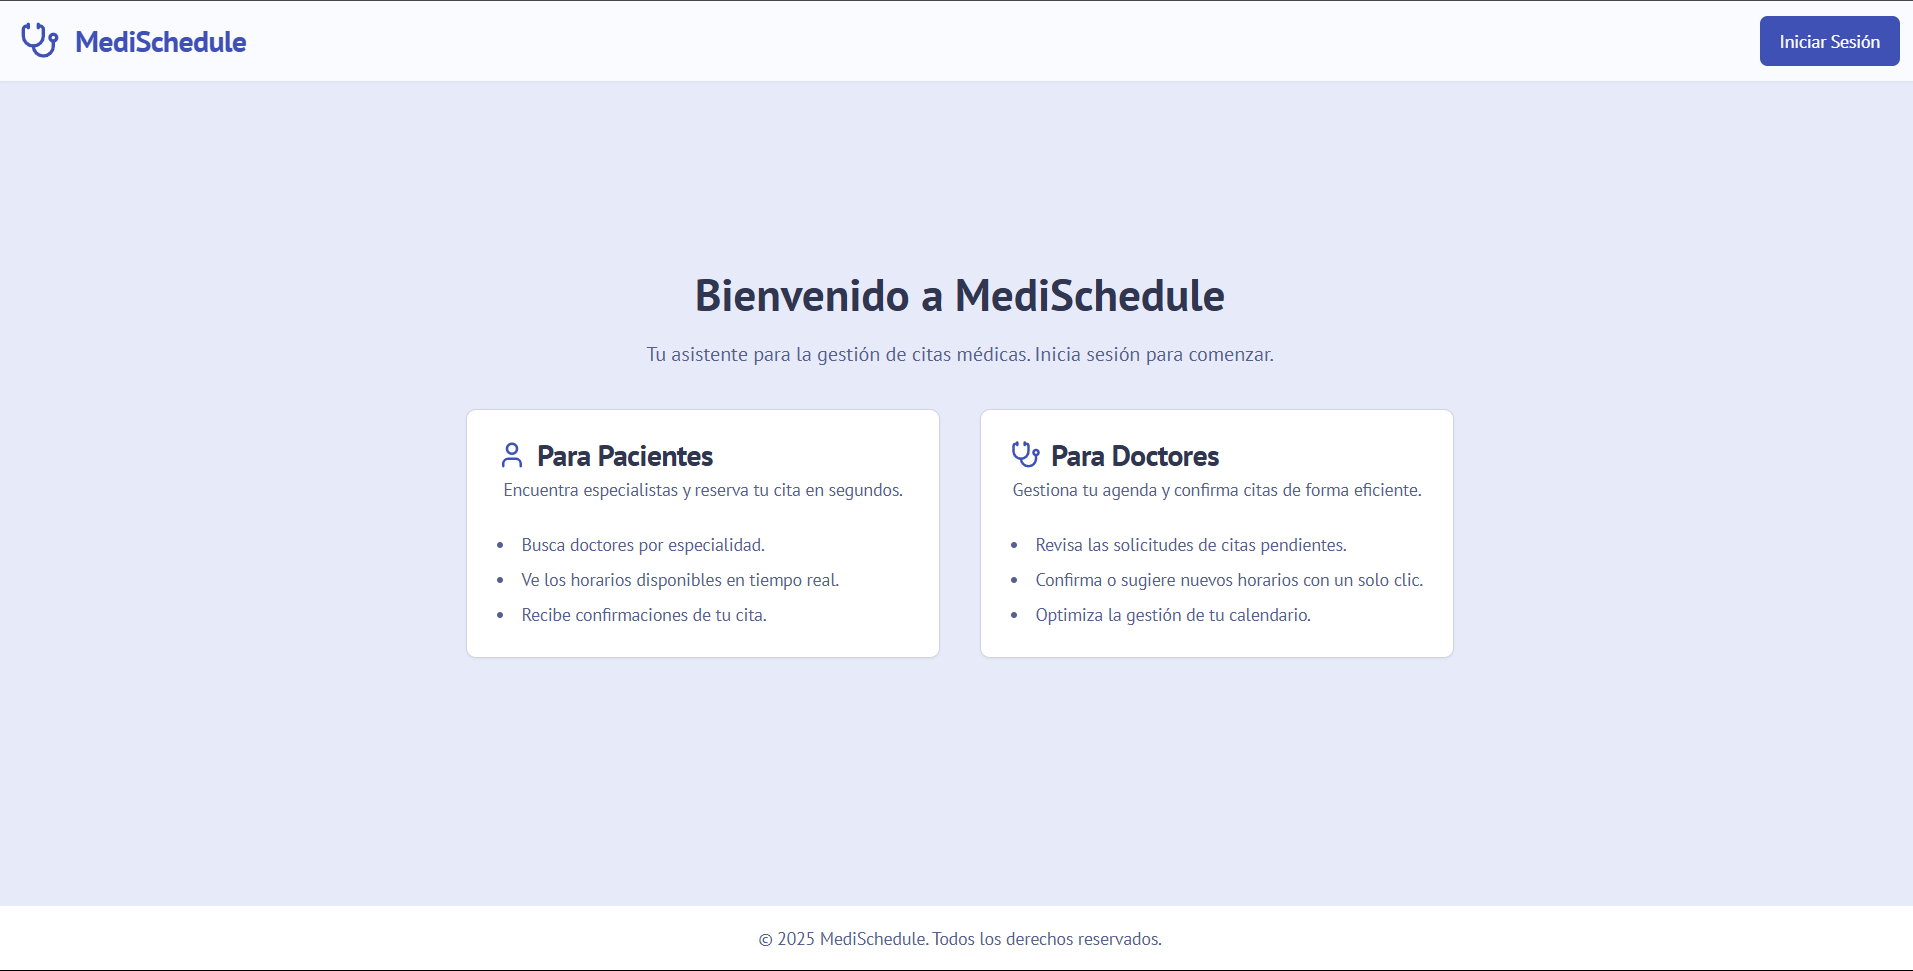 MediSchedule
Iniciar Sesión
Bienvenido a MediSchedule
Tu asistente para la gestión de citas médicas. Inicia sesión para comenzar.
Para Pacientes
Encuentra especialistas y reserva tu cita en segundos.
• Busca doctores por especialidad.
• Ve los horarios disponibles en tiempo real.
• Recibe confirmaciones de tu cita.
Para Doctores
Gestiona tu agenda y confirma citas de forma eficiente.
• Revisa las solicitudes de citas pendientes.
• Confirma o sugiere nuevos horarios con un solo clic.
• Optimiza la gestión de tu calendario.
© 2025 MediSchedule. Todos los derechos reservados.